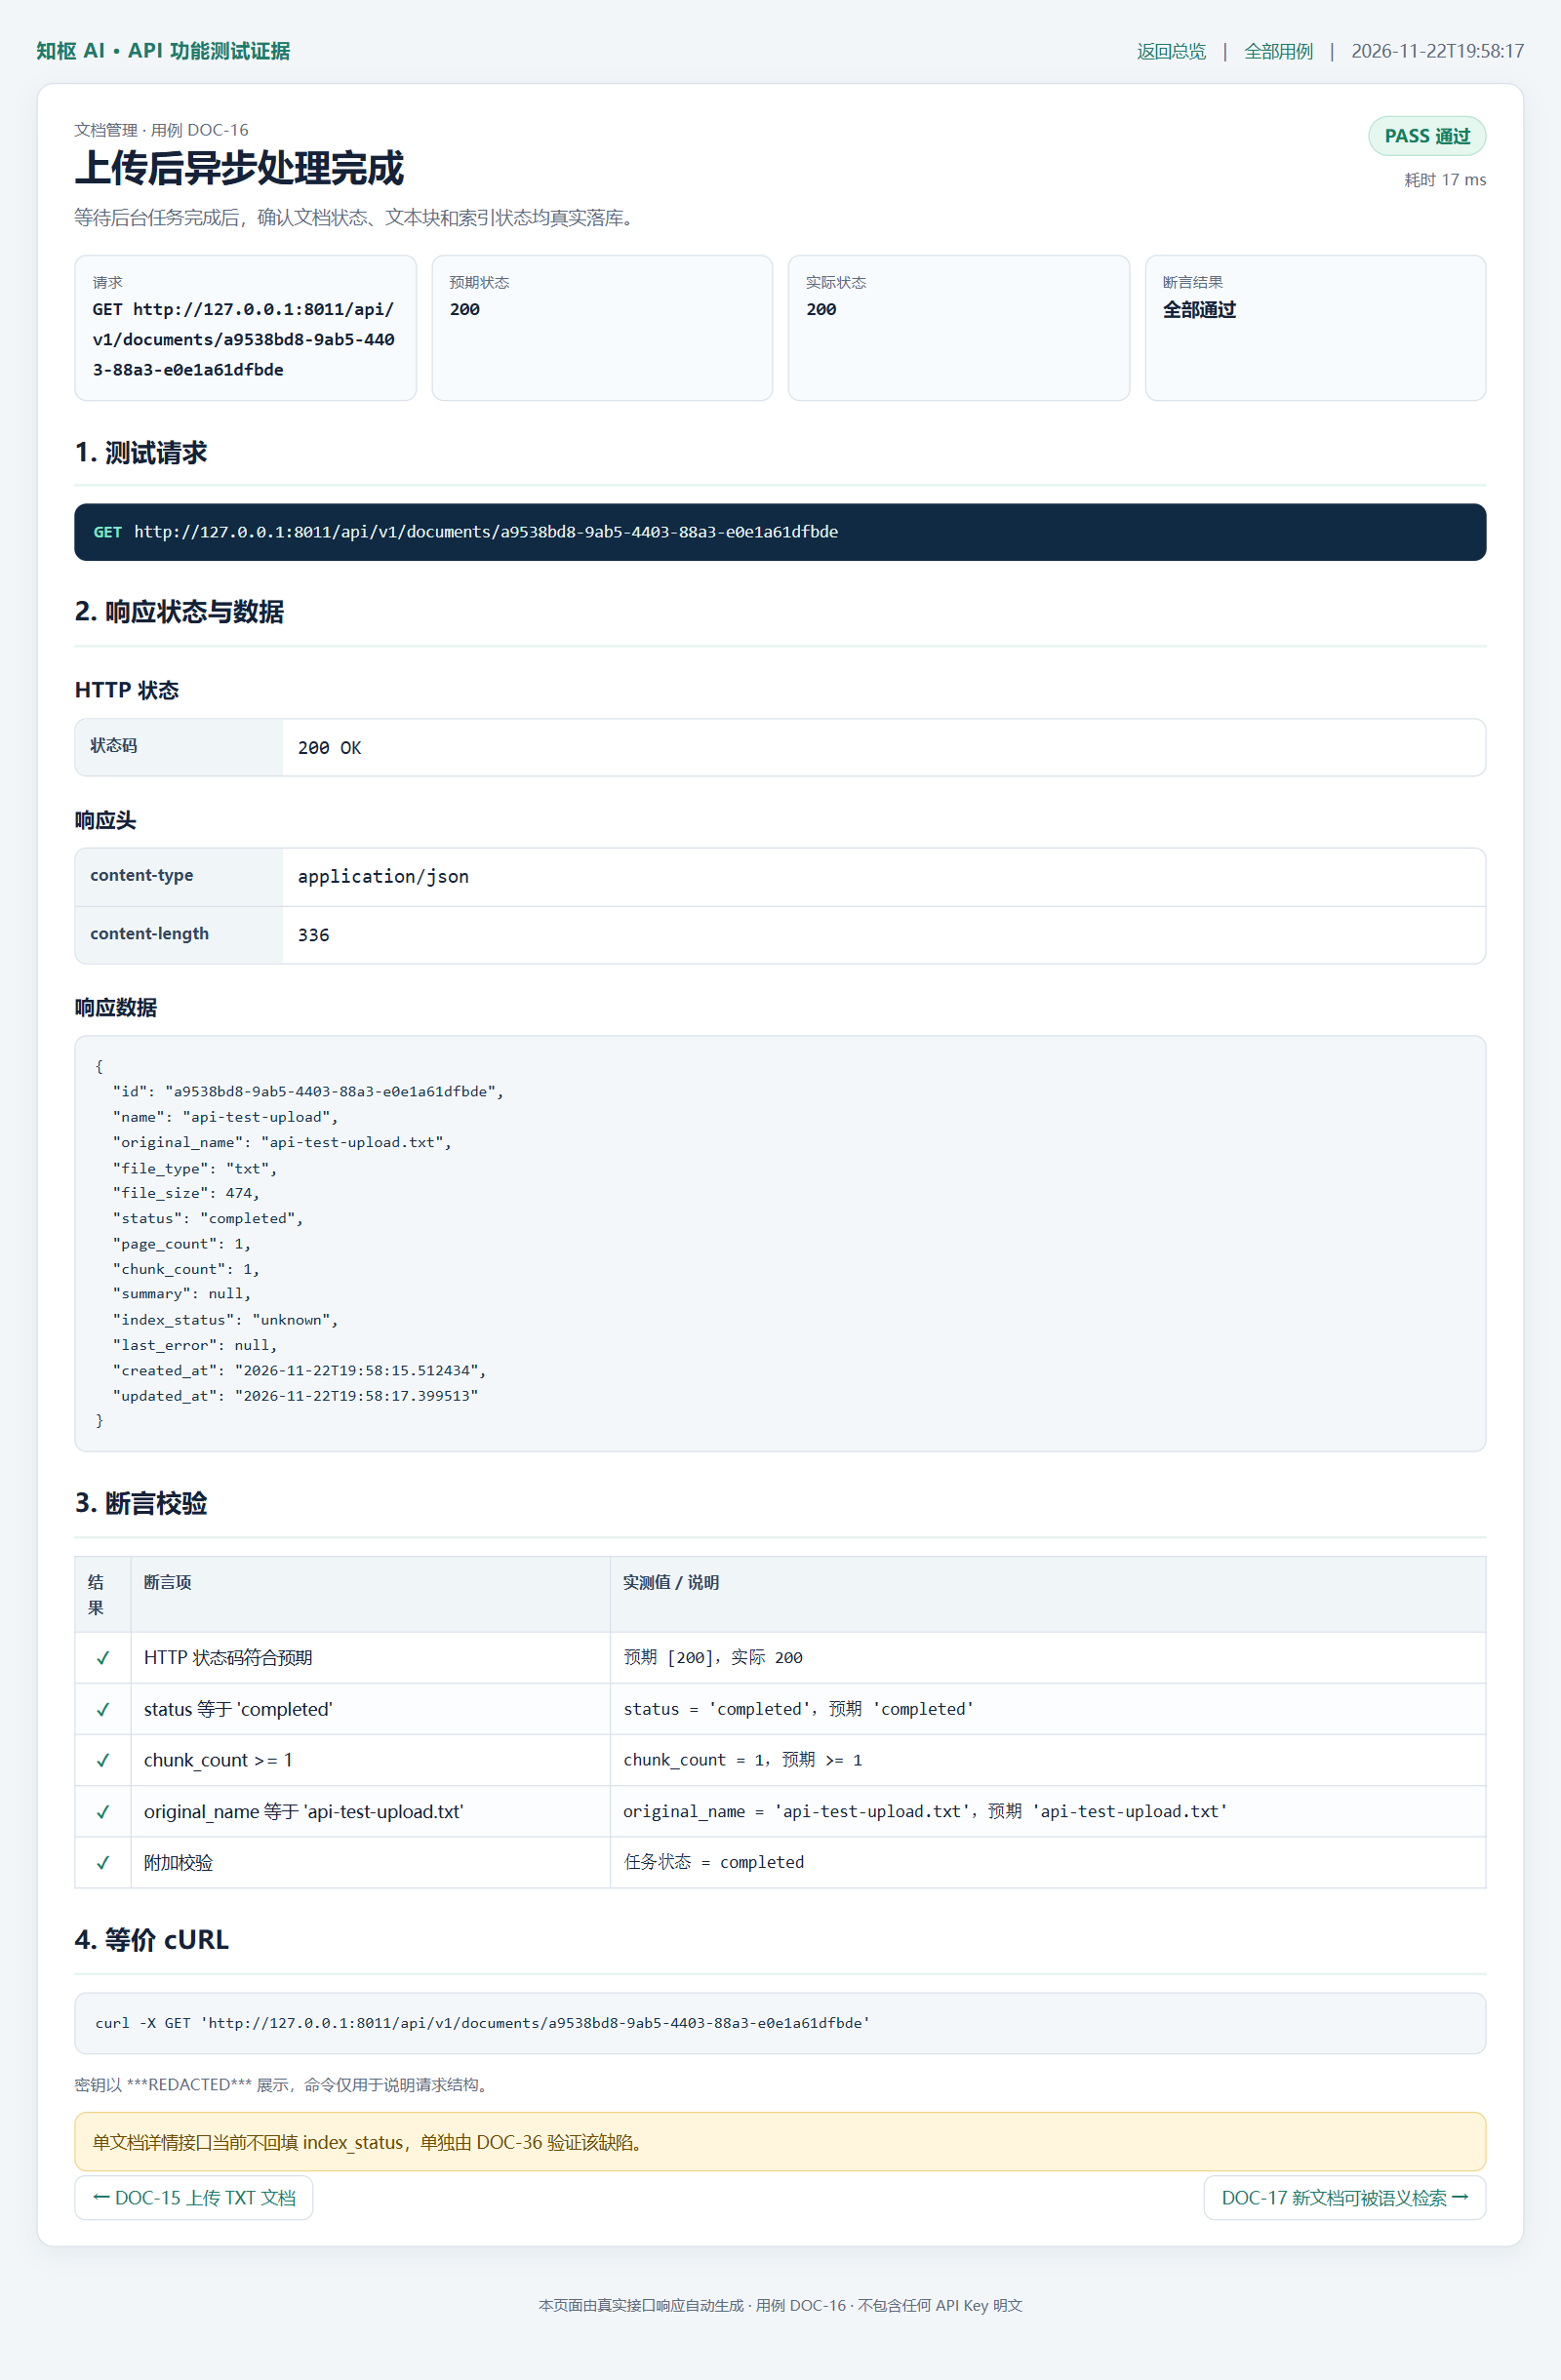 知枢 AI · API 功能测试证据
返回总览 | 全部用例 | 2026-11-22T19:58:17
文档管理 · 用例 DOC-16
上传后异步处理完成
等待后台任务完成后，确认文档状态、文本块和索引状态均真实落库。
PASS 通过
耗时 17 ms
请求
GET http://127.0.0.1:8011/api/
v1/documents/a9538bd8-9ab5-440
3-88a3-e0e1a61dfbde
预期状态
200
实际状态
200
断言结果
全部通过
1. 测试请求
GET http://127.0.0.1:8011/api/v1/documents/a9538bd8-9ab5-4403-88a3-e0e1a61dfbde
2. 响应状态与数据
HTTP 状态
状态码 200 OK
响应头
content-type application/json
content-length 336
响应数据
{
  "id": "a9538bd8-9ab5-4403-88a3-e0e1a61dfbde",
  "name": "api-test-upload",
  "original_name": "api-test-upload.txt",
  "file_type": "txt",
  "file_size": 474,
  "status": "completed",
  "page_count": 1,
  "chunk_count": 1,
  "summary": null,
  "index_status": "unknown",
  "last_error": null,
  "created_at": "2026-11-22T19:58:15.512434",
  "updated_at": "2026-11-22T19:58:17.399513"
}
3. 断言校验
结果 断言项 实测值 / 说明
✓ HTTP 状态码符合预期 预期 [200]，实际 200
✓ status 等于 'completed' status = 'completed'，预期 'completed'
✓ chunk_count >= 1 chunk_count = 1，预期 >= 1
✓ original_name 等于 'api-test-upload.txt' original_name = 'api-test-upload.txt'，预期 'api-test-upload.txt'
✓ 附加校验 任务状态 = completed
4. 等价 cURL
curl -X GET 'http://127.0.0.1:8011/api/v1/documents/a9538bd8-9ab5-4403-88a3-e0e1a61dfbde'
密钥以 ***REDACTED*** 展示，命令仅用于说明请求结构。
单文档详情接口当前不回填 index_status，单独由 DOC-36 验证该缺陷。
← DOC-15 上传 TXT 文档
DOC-17 新文档可被语义检索 →
本页面由真实接口响应自动生成 · 用例 DOC-16 · 不包含任何 API Key 明文